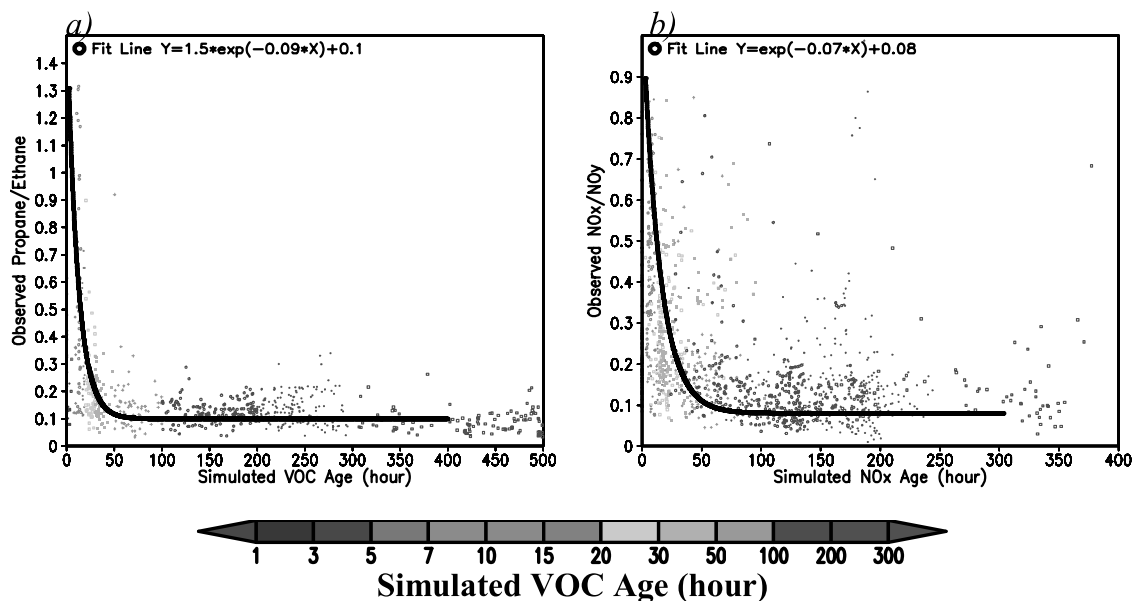 a)
Fit Line Y=1.5*exp(−0.09*X)+0.1
1.4
1.3
1.2
1.1
1
0.9
0.8
0.7
0.6
0.5
0.4
0.3
0.2
0.1
0
Observed Propane/Ethane
0 50 100 150 200 250 300 350 400 450 500
Simulated VOC Age (hour)
b)
Fit Line Y=exp(−0.07*X)+0.08
0.9
0.8
0.7
0.6
0.5
0.4
0.3
0.2
0.1
0
Observed NOx/NOy
0 50 100 150 200 250 300 350 400
Simulated NOx Age (hour)
1 3 5 7 10 15 20 30 50 100 200 300
Simulated VOC Age (hour)